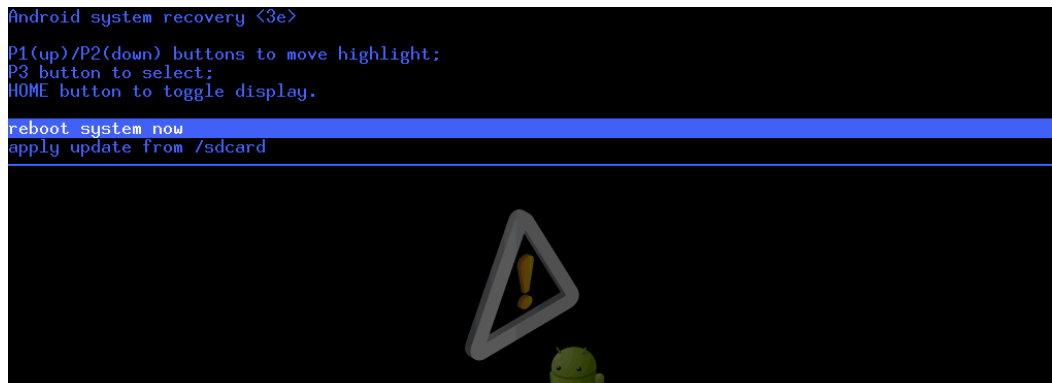 Android system recovery <3e>
P1(up)/P2(down) buttons to move highlight;
P3 button to select;
HOME button to toggle display.
reboot system now
apply update from /sdcard